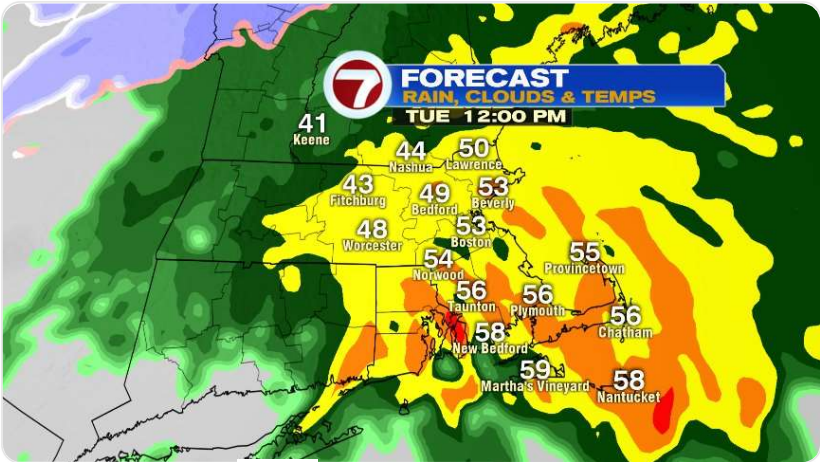 7
FORECAST
RAIN, CLOUDS & TEMPS
TUE 12:00 PM
41
Keene
44
Nashua
50
Lawrence
43
Fitchburg
49
Bedford
53
Beverly
48
Worcester
53
Boston
54
Norwood
55
Provincetown
56
Taunton
56
Plymouth
56
Chatham
58
New Bedford
59
Martha's Vineyard
58
Nantucket